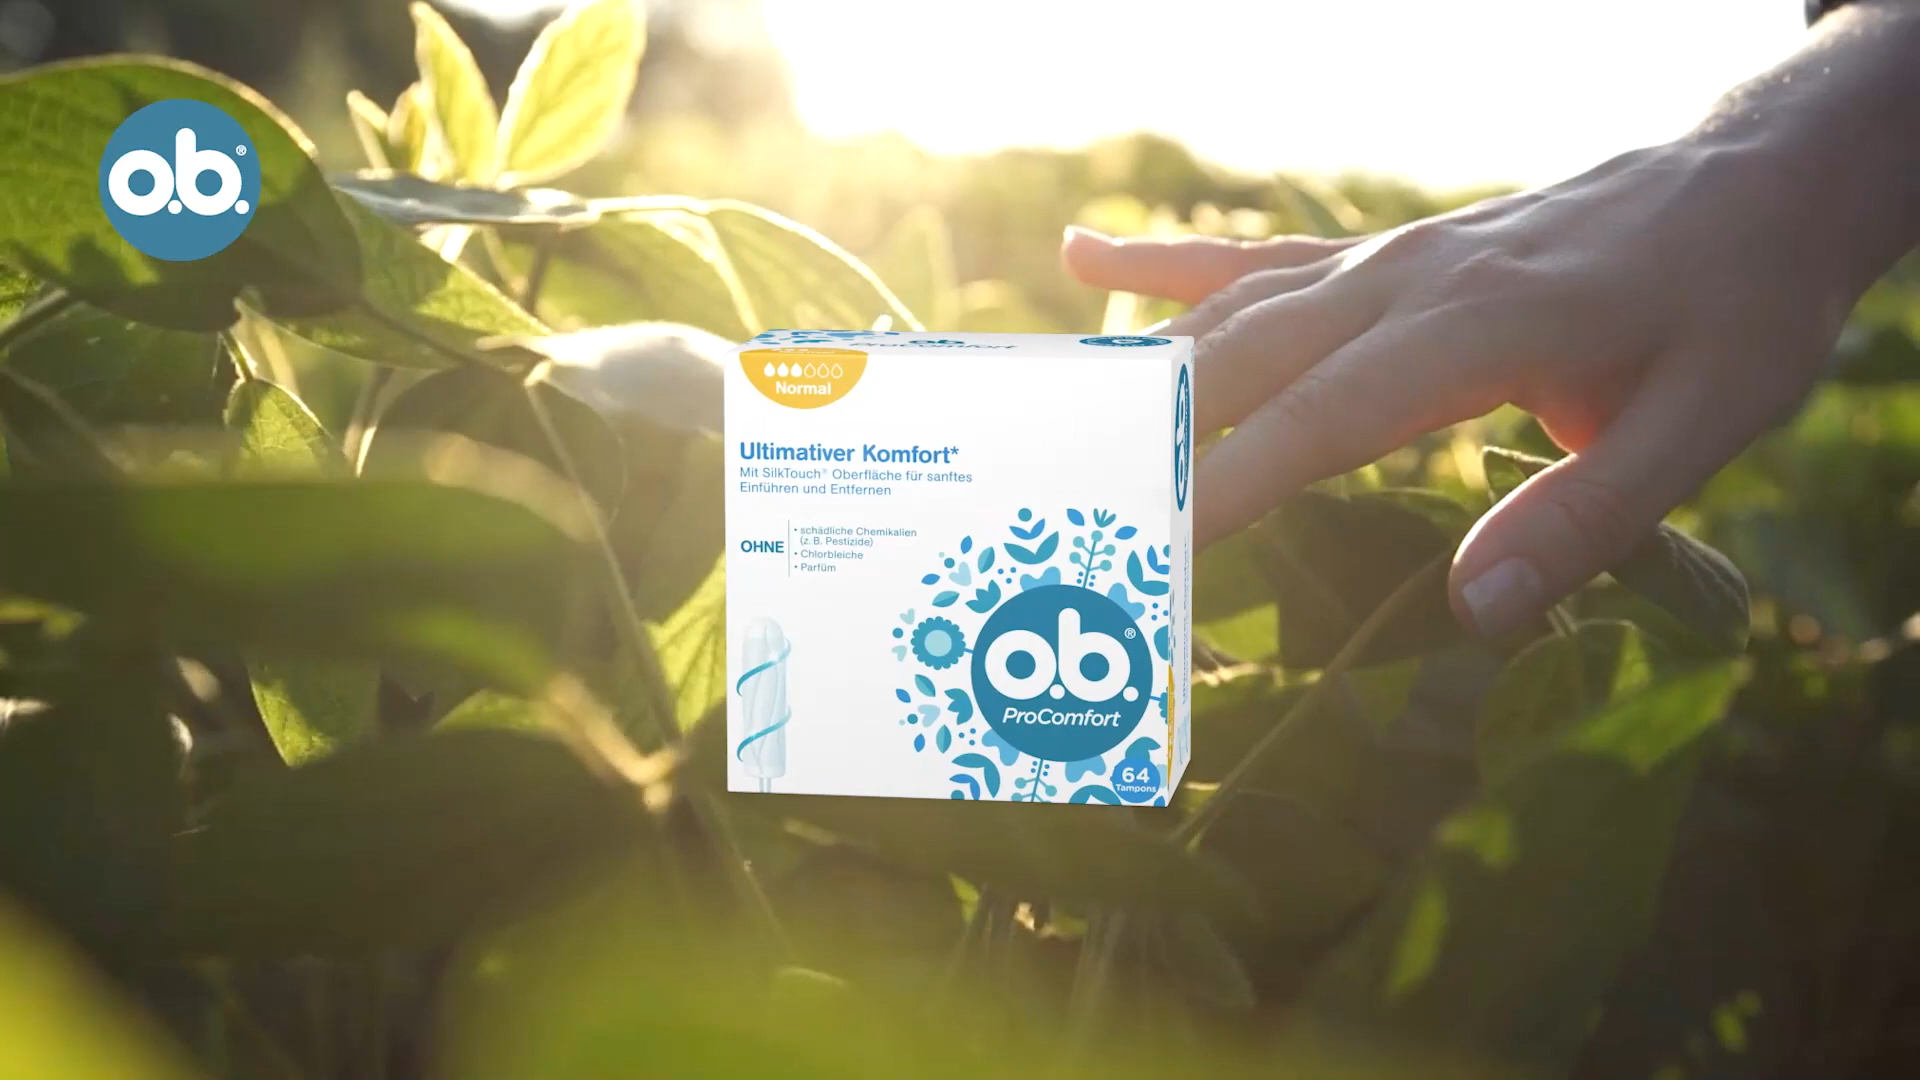 o.b.®
o.b.
ProComfort
Normal
Ultimativer Komfort*
Mit SilkTouch® Oberfläche für sanftes
Einführen und Entfernen
OHNE
• schädliche Chemikalien
(z. B. Pestizide)
• Chlorbleiche
• Parfüm
o.b.®
ProComfort
64
Tampons